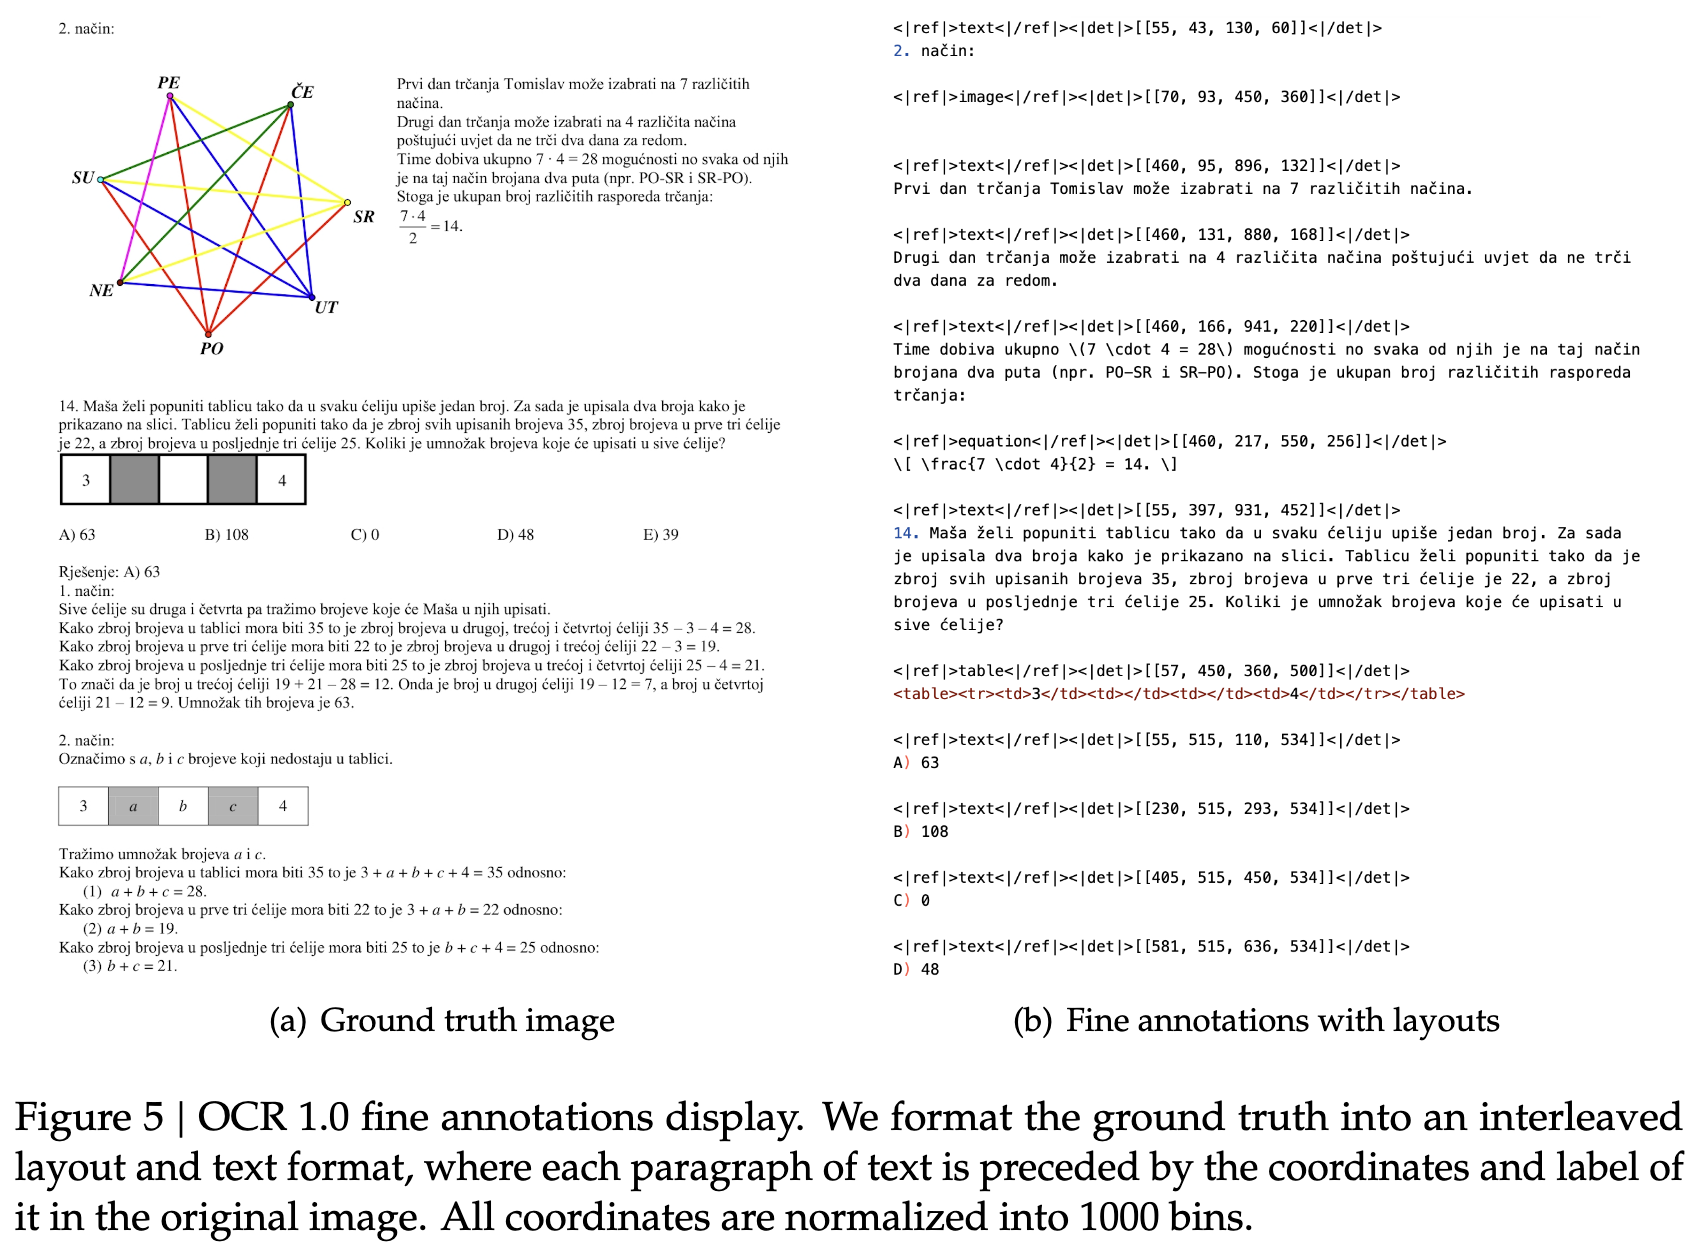 2. način:
PE
ČE
SU
SR
NE
UT
PO
Prvi dan trčanja Tomislav može izabrati na 7 različitih
načina.
Drugi dan trčanja može izabrati na 4 različita načina
poštujući uvjet da ne trči dva dana za redom.
Time dobiva ukupno 7 · 4 = 28 mogućnosti no svaka od njih
je na taj način brojana dva puta (npr. PO-SR i SR-PO).
Stoga je ukupan broj različitih rasporeda trčanja:
7·4
2
=14.
14. Maša želi popuniti tablicu tako da u svaku ćeliju upiše jedan broj. Za sada je upisala dva broja kako je
prikazano na slici. Tablicu želi popuniti tako da je zbroj svih upisanih brojeva 35, zbroj brojeva u prve tri ćelije
je 22, a zbroj brojeva u posljednje tri ćelije 25. Koliki je umnožak brojeva koje će upisati u sive ćelije?
3 4
A) 63 B) 108 C) 0 D) 48 E) 39
Rješenje: A) 63
1. način:
Sive ćelije su druga i četvrta pa tražimo brojeve koje će Maša u njih upisati.
Kako zbroj brojeva u tablici mora biti 35 to je zbroj brojeva u drugoj, trećoj i četvrtoj ćeliji 35 – 3 – 4 = 28.
Kako zbroj brojeva u prve tri ćelije mora biti 22 to je zbroj brojeva u drugoj i trećoj ćeliji 22 – 3 = 19.
Kako zbroj brojeva u posljednje tri ćelije mora biti 25 to je zbroj brojeva u trećoj i četvrtoj ćeliji 25 – 4 = 21.
To znači da je broj u trećoj ćeliji 19 + 21 – 28 = 12. Onda je broj u drugoj ćeliji 19 – 12 = 7, a broj u četvrtoj
ćeliji 21 – 12 = 9. Umnožak tih brojeva je 63.
2. način:
Označimo s a, b i c brojeve koji nedostaju u tablici.
3 a b c 4
Tražimo umnožak brojeva a i c.
Kako zbroj brojeva u tablici mora biti 35 to je 3 + a + b + c + 4 = 35 odnosno:
(1) a + b + c = 28.
Kako zbroj brojeva u prve tri ćelije mora biti 22 to je 3 + a + b = 22 odnosno:
(2) a + b = 19.
Kako zbroj brojeva u posljednje tri ćelije mora biti 25 to je b + c + 4 = 25 odnosno:
(3) b + c = 21.
(a) Ground truth image
<|ref|>text<|/ref|><|det|>[[55, 43, 130, 60]]<|/det|>
2. način:
<|ref|>image<|/ref|><|det|>[[70, 93, 450, 360]]<|/det|>
<|ref|>text<|/ref|><|det|>[[460, 95, 896, 132]]<|/det|>
Prvi dan trčanja Tomislav može izabrati na 7 različitih načina.
<|ref|>text<|/ref|><|det|>[[460, 131, 880, 168]]<|/det|>
Drugi dan trčanja može izabrati na 4 različita načina poštujući uvjet da ne trči
dva dana za redom.
<|ref|>text<|/ref|><|det|>[[460, 166, 941, 220]]<|/det|>
Time dobiva ukupno \(7 \cdot 4 = 28\) mogućnosti no svaka od njih je na taj način
brojana dva puta (npr. PO–SR i SR–PO). Stoga je ukupan broj različitih rasporeda
trčanja:
<|ref|>equation<|/ref|><|det|>[[460, 217, 550, 256]]<|/det|>
\[ \frac{7 \cdot 4}{2} = 14. \]
<|ref|>text<|/ref|><|det|>[[55, 397, 931, 452]]<|/det|>
14. Maša želi popuniti tablicu tako da u svaku ćeliju upiše jedan broj. Za sada
je upisala dva broja kako je prikazano na slici. Tablicu želi popuniti tako da je
zbroj svih upisanih brojeva 35, zbroj brojeva u prve tri ćelije je 22, a zbroj
brojeva u posljednje tri ćelije 25. Koliki je umnožak brojeva koje će upisati u
sive ćelije?
<|ref|>table<|/ref|><|det|>[[57, 450, 360, 500]]<|/det|>
<table><tr><td>3</td><td></td><td></td><td>4</td></tr></table>
<|ref|>text<|/ref|><|det|>[[55, 515, 110, 534]]<|/det|>
A) 63
<|ref|>text<|/ref|><|det|>[[230, 515, 293, 534]]<|/det|>
B) 108
<|ref|>text<|/ref|><|det|>[[405, 515, 450, 534]]<|/det|>
C) 0
<|ref|>text<|/ref|><|det|>[[581, 515, 636, 534]]<|/det|>
D) 48
(b) Fine annotations with layouts
Figure 5 | OCR 1.0 fine annotations display. We format the ground truth into an interleaved
layout and text format, where each paragraph of text is preceded by the coordinates and label of
it in the original image. All coordinates are normalized into 1000 bins.